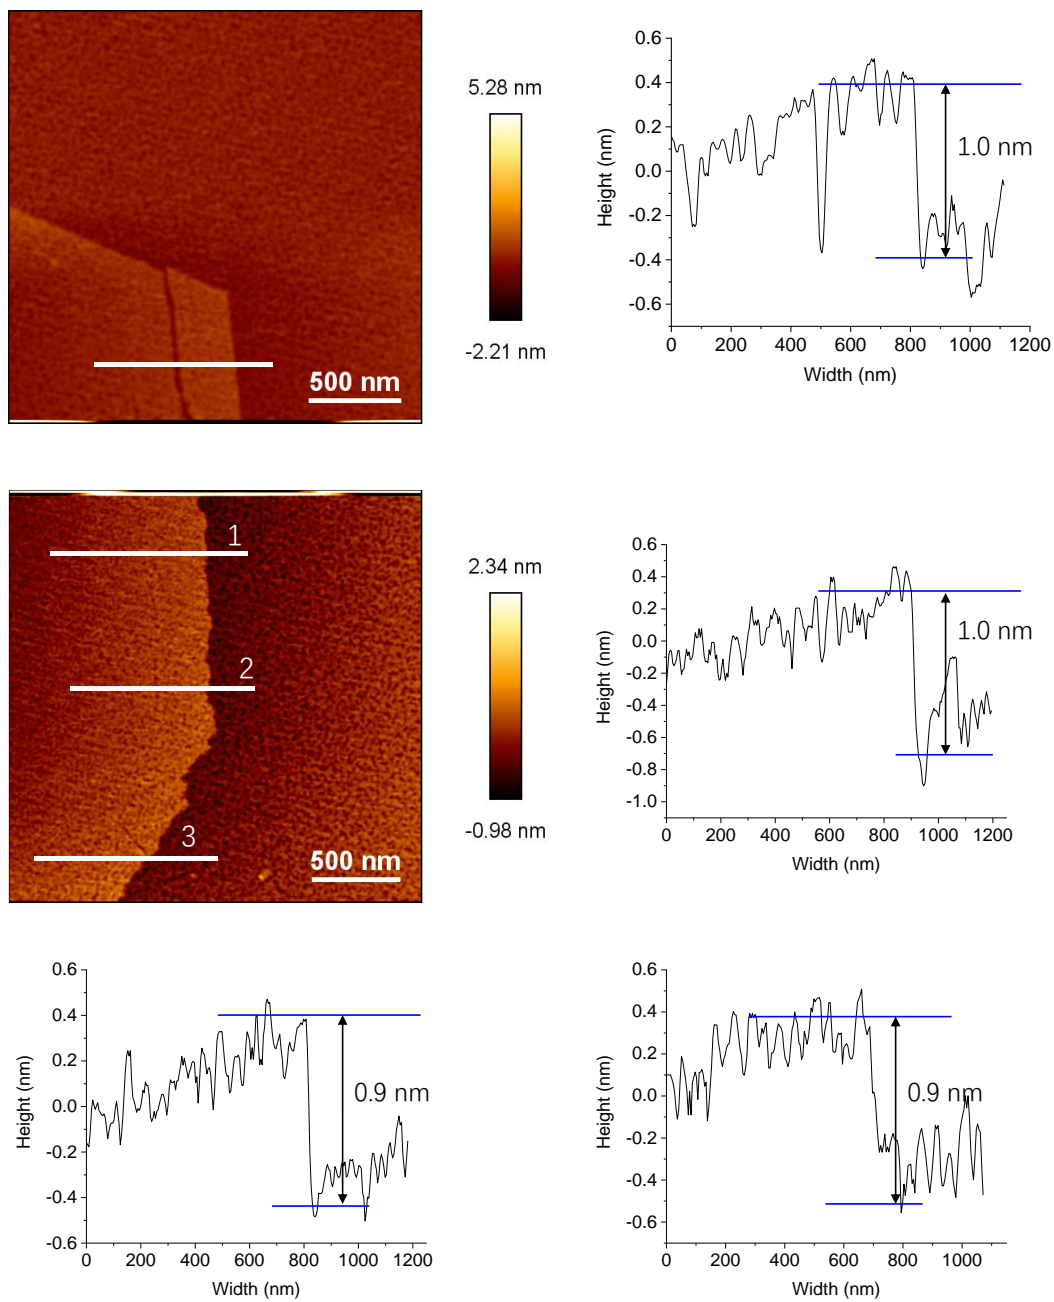 5.28 nm
-2.21 nm
500 nm
0.6
0.4
0.2
0.0
-0.2
-0.4
-0.6
Height (nm)
1.0 nm
0 200 400 600 800 1000 1200
Width (nm)
1
2
3
500 nm
2.34 nm
-0.98 nm
0.6
0.4
0.2
0.0
-0.2
-0.4
-0.6
-0.8
-1.0
Height (nm)
1.0 nm
0 200 400 600 800 1000 1200
Width (nm)
0.6
0.4
0.2
0.0
-0.2
-0.4
-0.6
Height (nm)
0.9 nm
0 200 400 600 800 1000 1200
Width (nm)
0.6
0.4
0.2
0.0
-0.2
-0.4
-0.6
Height (nm)
0.9 nm
0 200 400 600 800 1000
Width (nm)